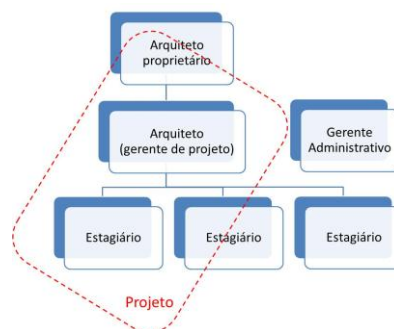 Arquiteto
proprietário
Arquiteto
(gerente de projeto)
Gerente
Administrativo
Estagiário
Estagiário
Estagiário
Projeto